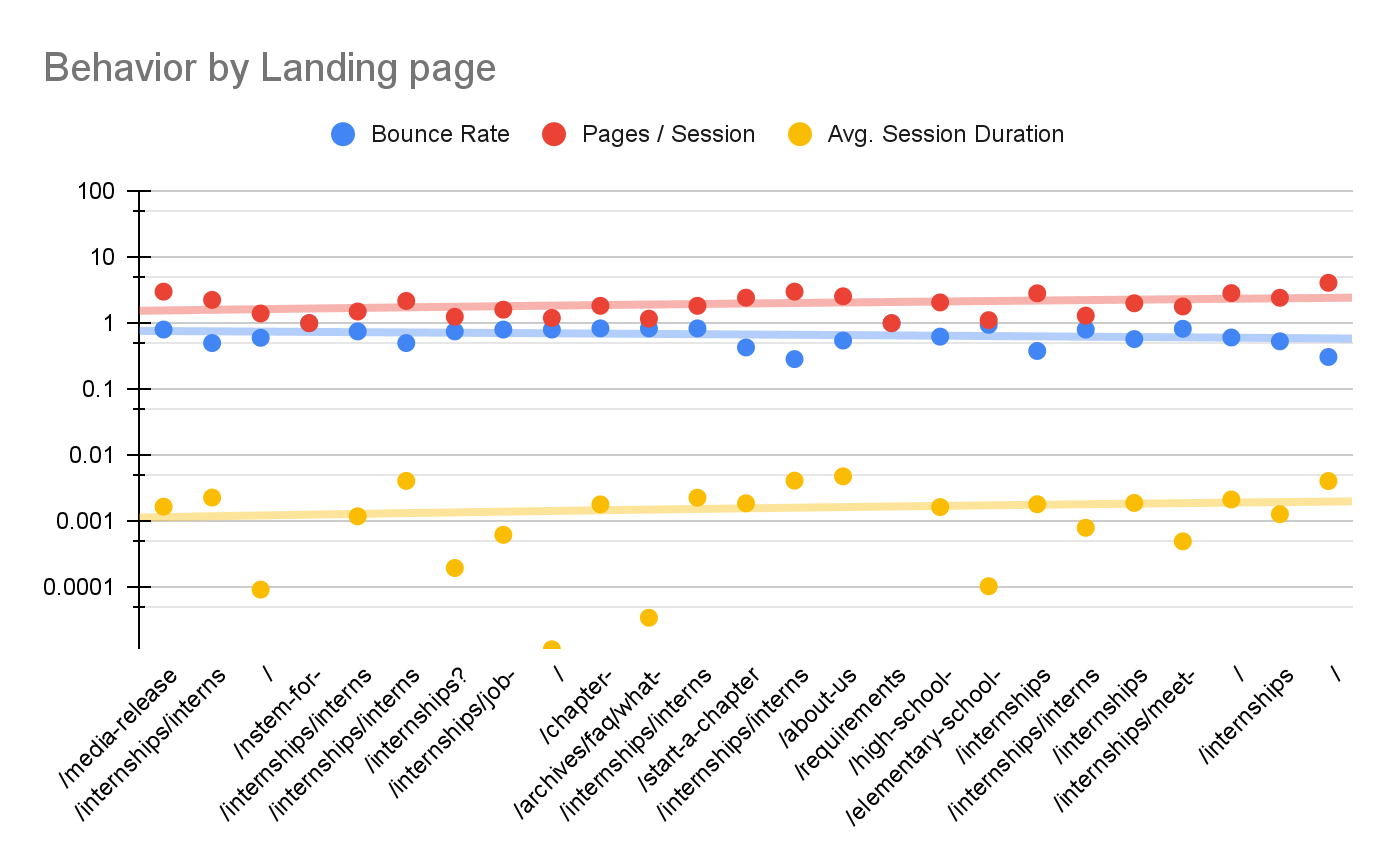 Behavior by Landing page
Bounce Rate
Pages / Session
Avg. Session Duration
100
10
1
0.1
0.01
0.001
0.0001
/media-release
/internships/interns
/
/nstem-for-
/internships/interns
/internships/interns
/internships?
/internships/job-
/
/chapter-
/archives/faq/what-
/internships/interns
/start-a-chapter
/internships/interns
/about-us
/requirements
/high-school-
/elementary-school-
/internships
/internships/interns
/internships
/internships/meet-
/
/internships
/